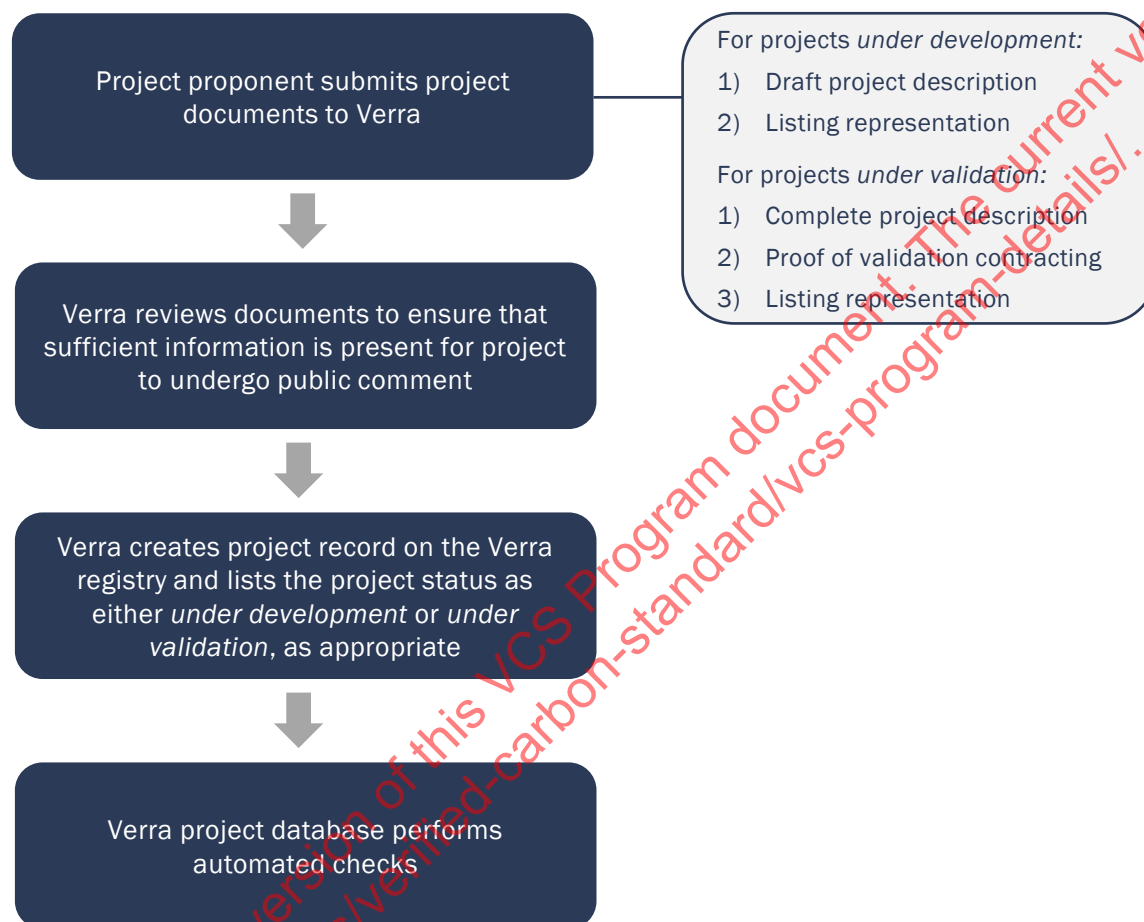 Project proponent submits project
documents to Verra
For projects under development:
1) Draft project description
2) Listing representation
For projects under validation:
1) Complete project description
2) Proof of validation contracting
3) Listing representation
Verra reviews documents to ensure that
sufficient information is present for project
to undergo public comment
Verra creates project record on the Verra
registry and lists the project status as
either under development or under
validation, as appropriate
Verra project database performs
automated checks
version of this VCS Program document. The current
verified-carbon-standard/vcs-program-details/.